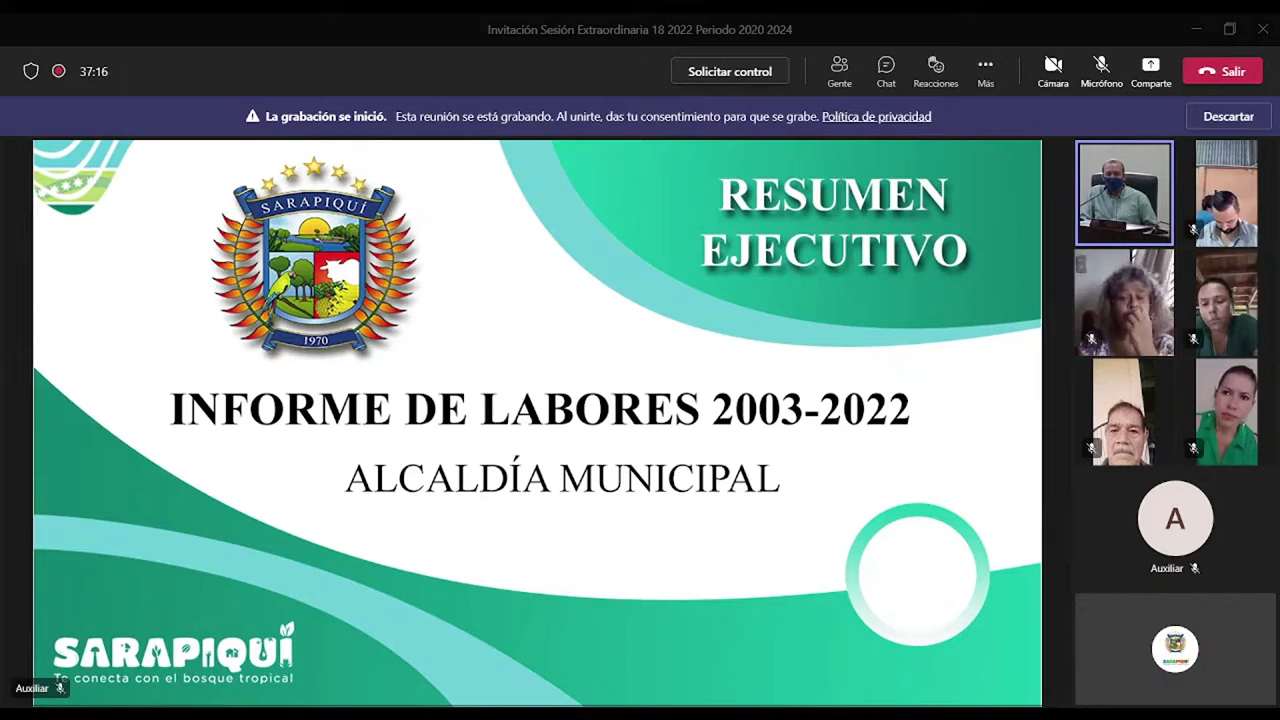 Invitación Sesión Extraordinaria 18 2022 Periodo 2020 2024
37:16
Solicitar control
Gente
Chat
Reacciones
Más
Cámara
Micrófono
Comparte
Salir
La grabación se inició. Esta reunión se está grabando. Al unirte, das tu consentimiento para que se grabe. Política de privacidad
Descartar
SARAPIQUÍ
1970
RESUMEN
EJECUTIVO
INFORME DE LABORES 2003-2022
ALCALDÍA MUNICIPAL
SARAPIQUÍ
Te conecta con el bosque tropical
Auxiliar
A
Auxiliar